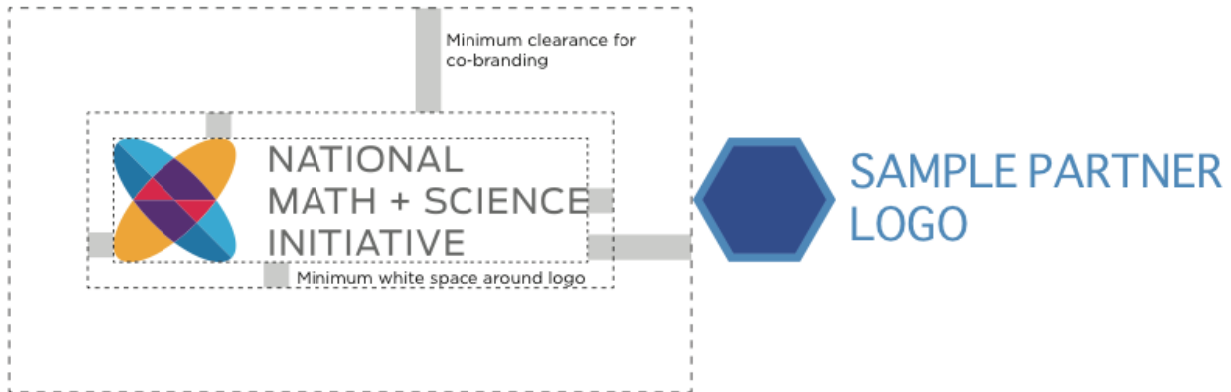 Minimum clearance for
co-branding
NATIONAL
MATH + SCIENCE
INITIATIVE
Minimum white space around logo
SAMPLE PARTNER
LOGO